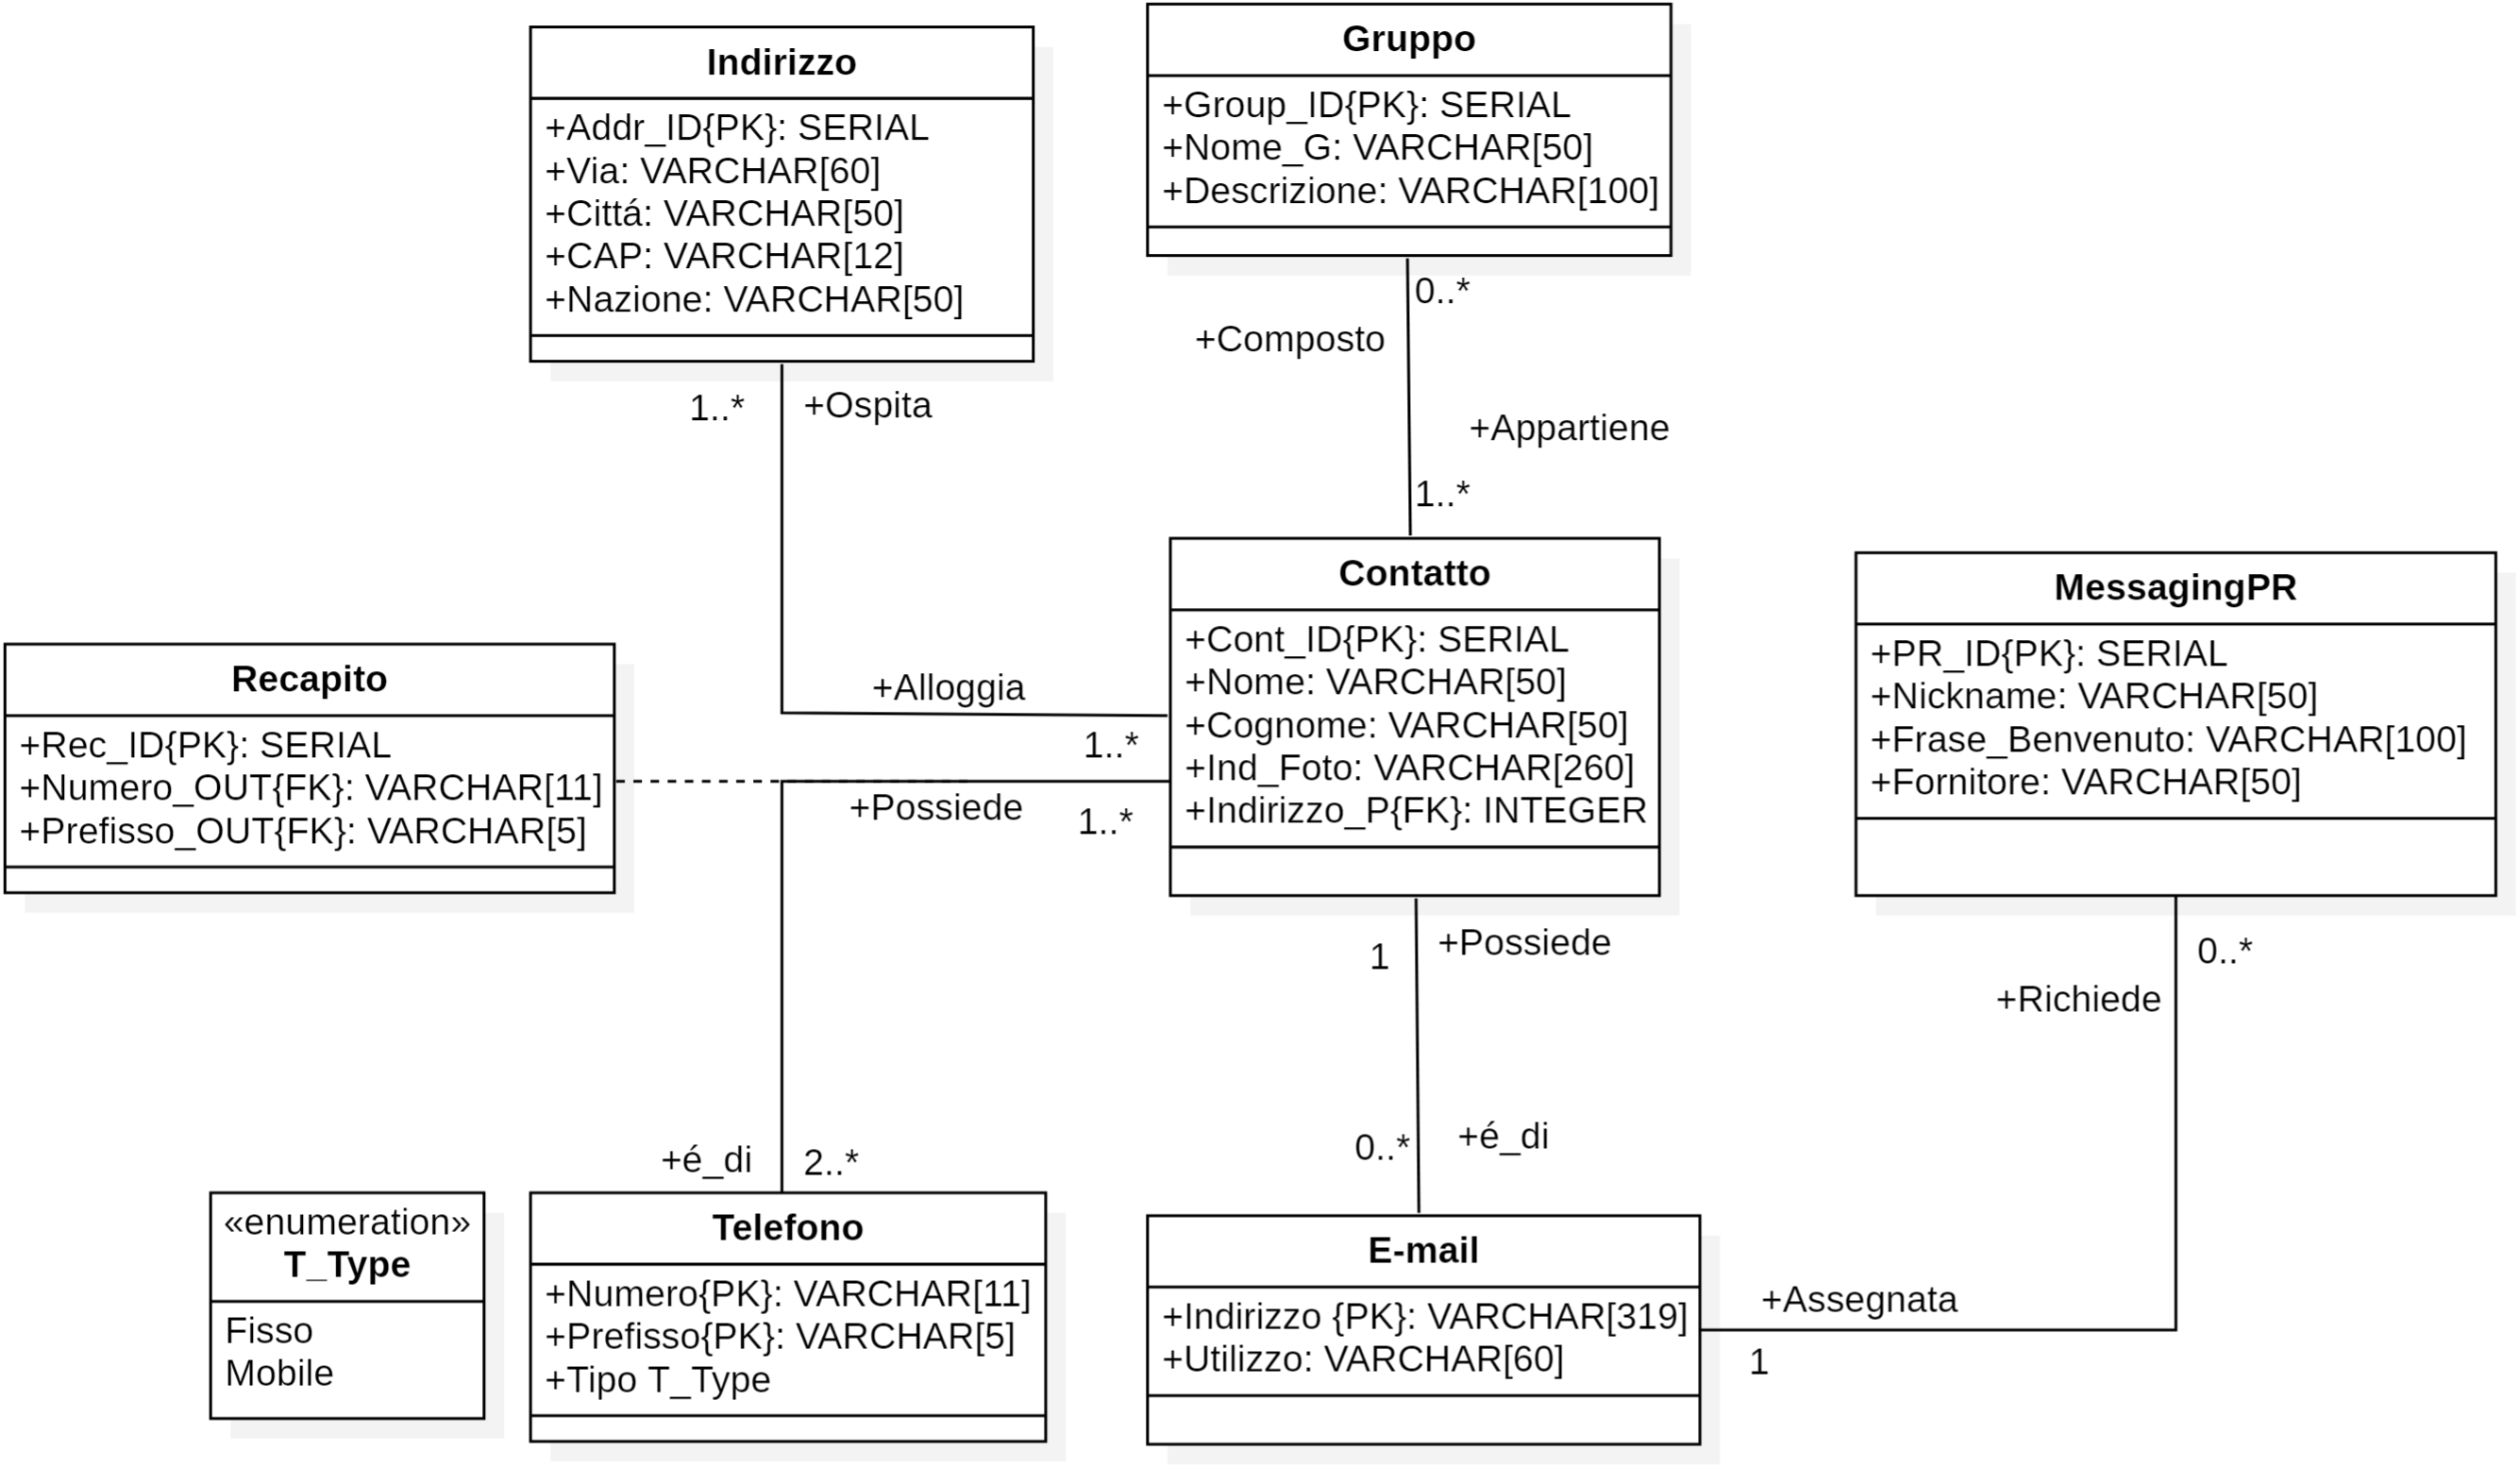 Indirizzo
+Addr_ID{PK}: SERIAL
+Via: VARCHAR[60]
+Cittá: VARCHAR[50]
+CAP: VARCHAR[12]
+Nazione: VARCHAR[50]
Gruppo
+Group_ID{PK}: SERIAL
+Nome_G: VARCHAR[50]
+Descrizione: VARCHAR[100]
0..*
+Composto
+Appartiene
1..*
1..*
+Ospita
+Alloggia
1..*
Contatto
+Cont_ID{PK}: SERIAL
+Nome: VARCHAR[50]
+Cognome: VARCHAR[50]
+Ind_Foto: VARCHAR[260]
+Indirizzo_P{FK}: INTEGER
MessagingPR
+PR_ID{PK}: SERIAL
+Nickname: VARCHAR[50]
+Frase_Benvenuto: VARCHAR[100]
+Fornitore: VARCHAR[50]
Recapito
+Rec_ID{PK}: SERIAL
+Numero_OUT{FK}: VARCHAR[11]
+Prefisso_OUT{FK}: VARCHAR[5]
+Possiede
1..*
1
+Possiede
0..*
+Richiede
+é_di
2..*
0..*
+é_di
«enumeration»
T_Type
Fisso
Mobile
Telefono
+Numero{PK}: VARCHAR[11]
+Prefisso{PK}: VARCHAR[5]
+Tipo T_Type
E-mail
+Indirizzo {PK}: VARCHAR[319]
+Utilizzo: VARCHAR[60]
+Assegnata
1